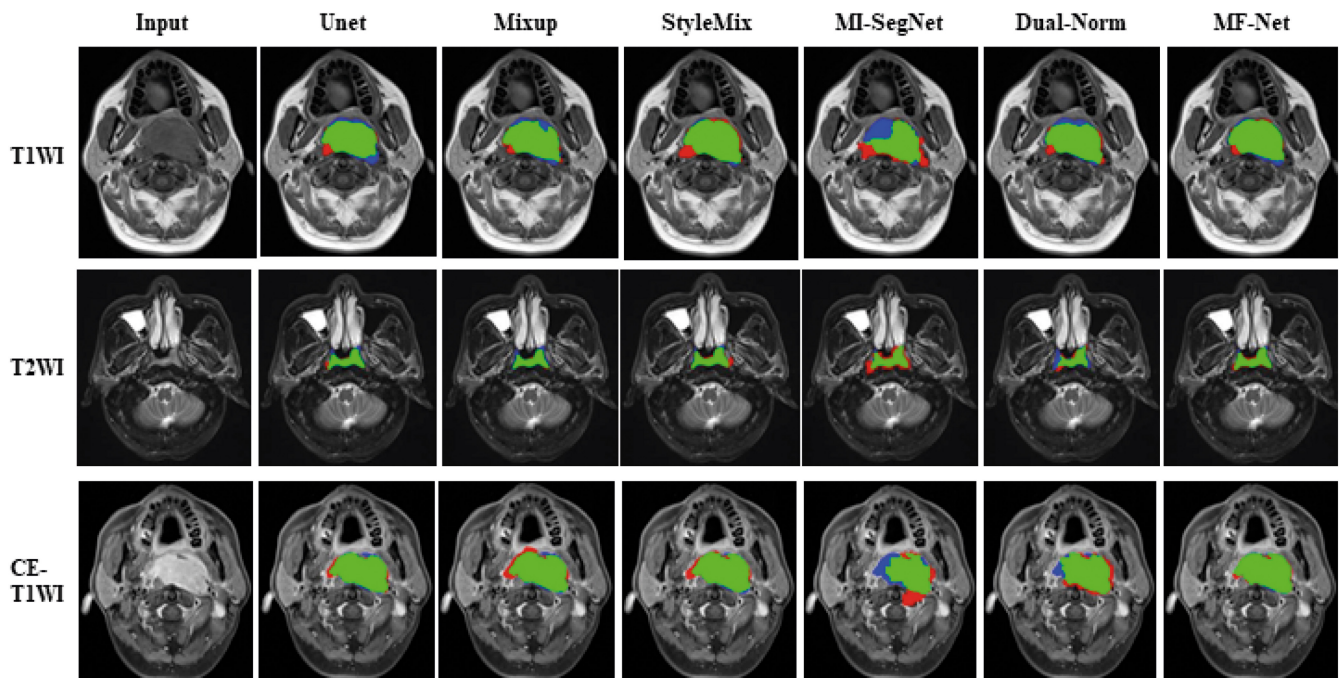 Input Unet Mixup StyleMix MI-SegNet Dual-Norm MF-Net
T1WI
T2WI
CE-
T1WI